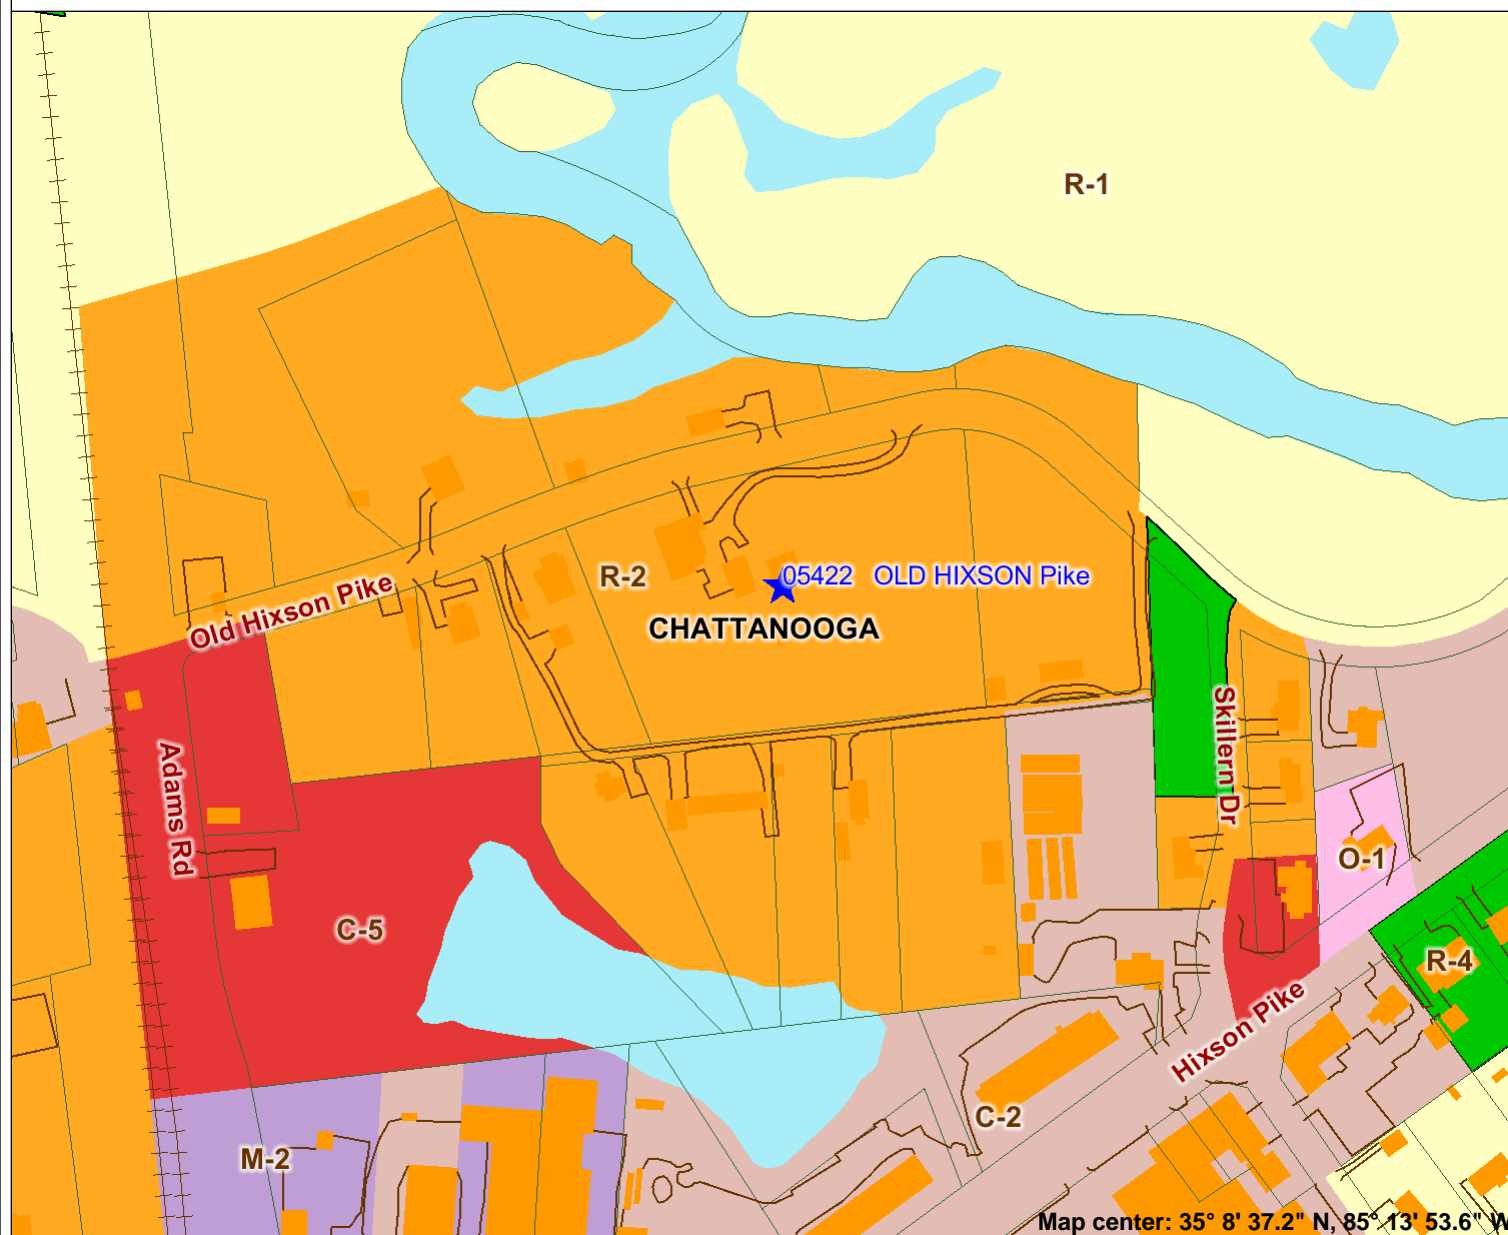 R-1
R-2
05422 OLD HIXSON Pike
CHATTANOOGA
Old Hixson Pike
Skillern Dr
Adams Rd
O-1
C-5
R-4
Hixson Pike
C-2
M-2
Map center: 35° 8' 37.2" N, 85° 13' 53.6" W